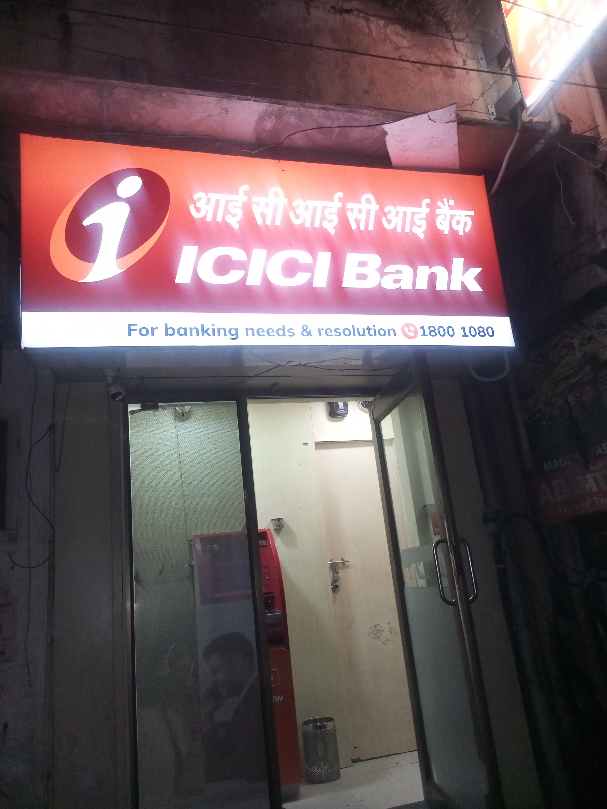 आई सी आई सी आई बैंक
ICICI Bank
For banking needs & resolution 1800 1080